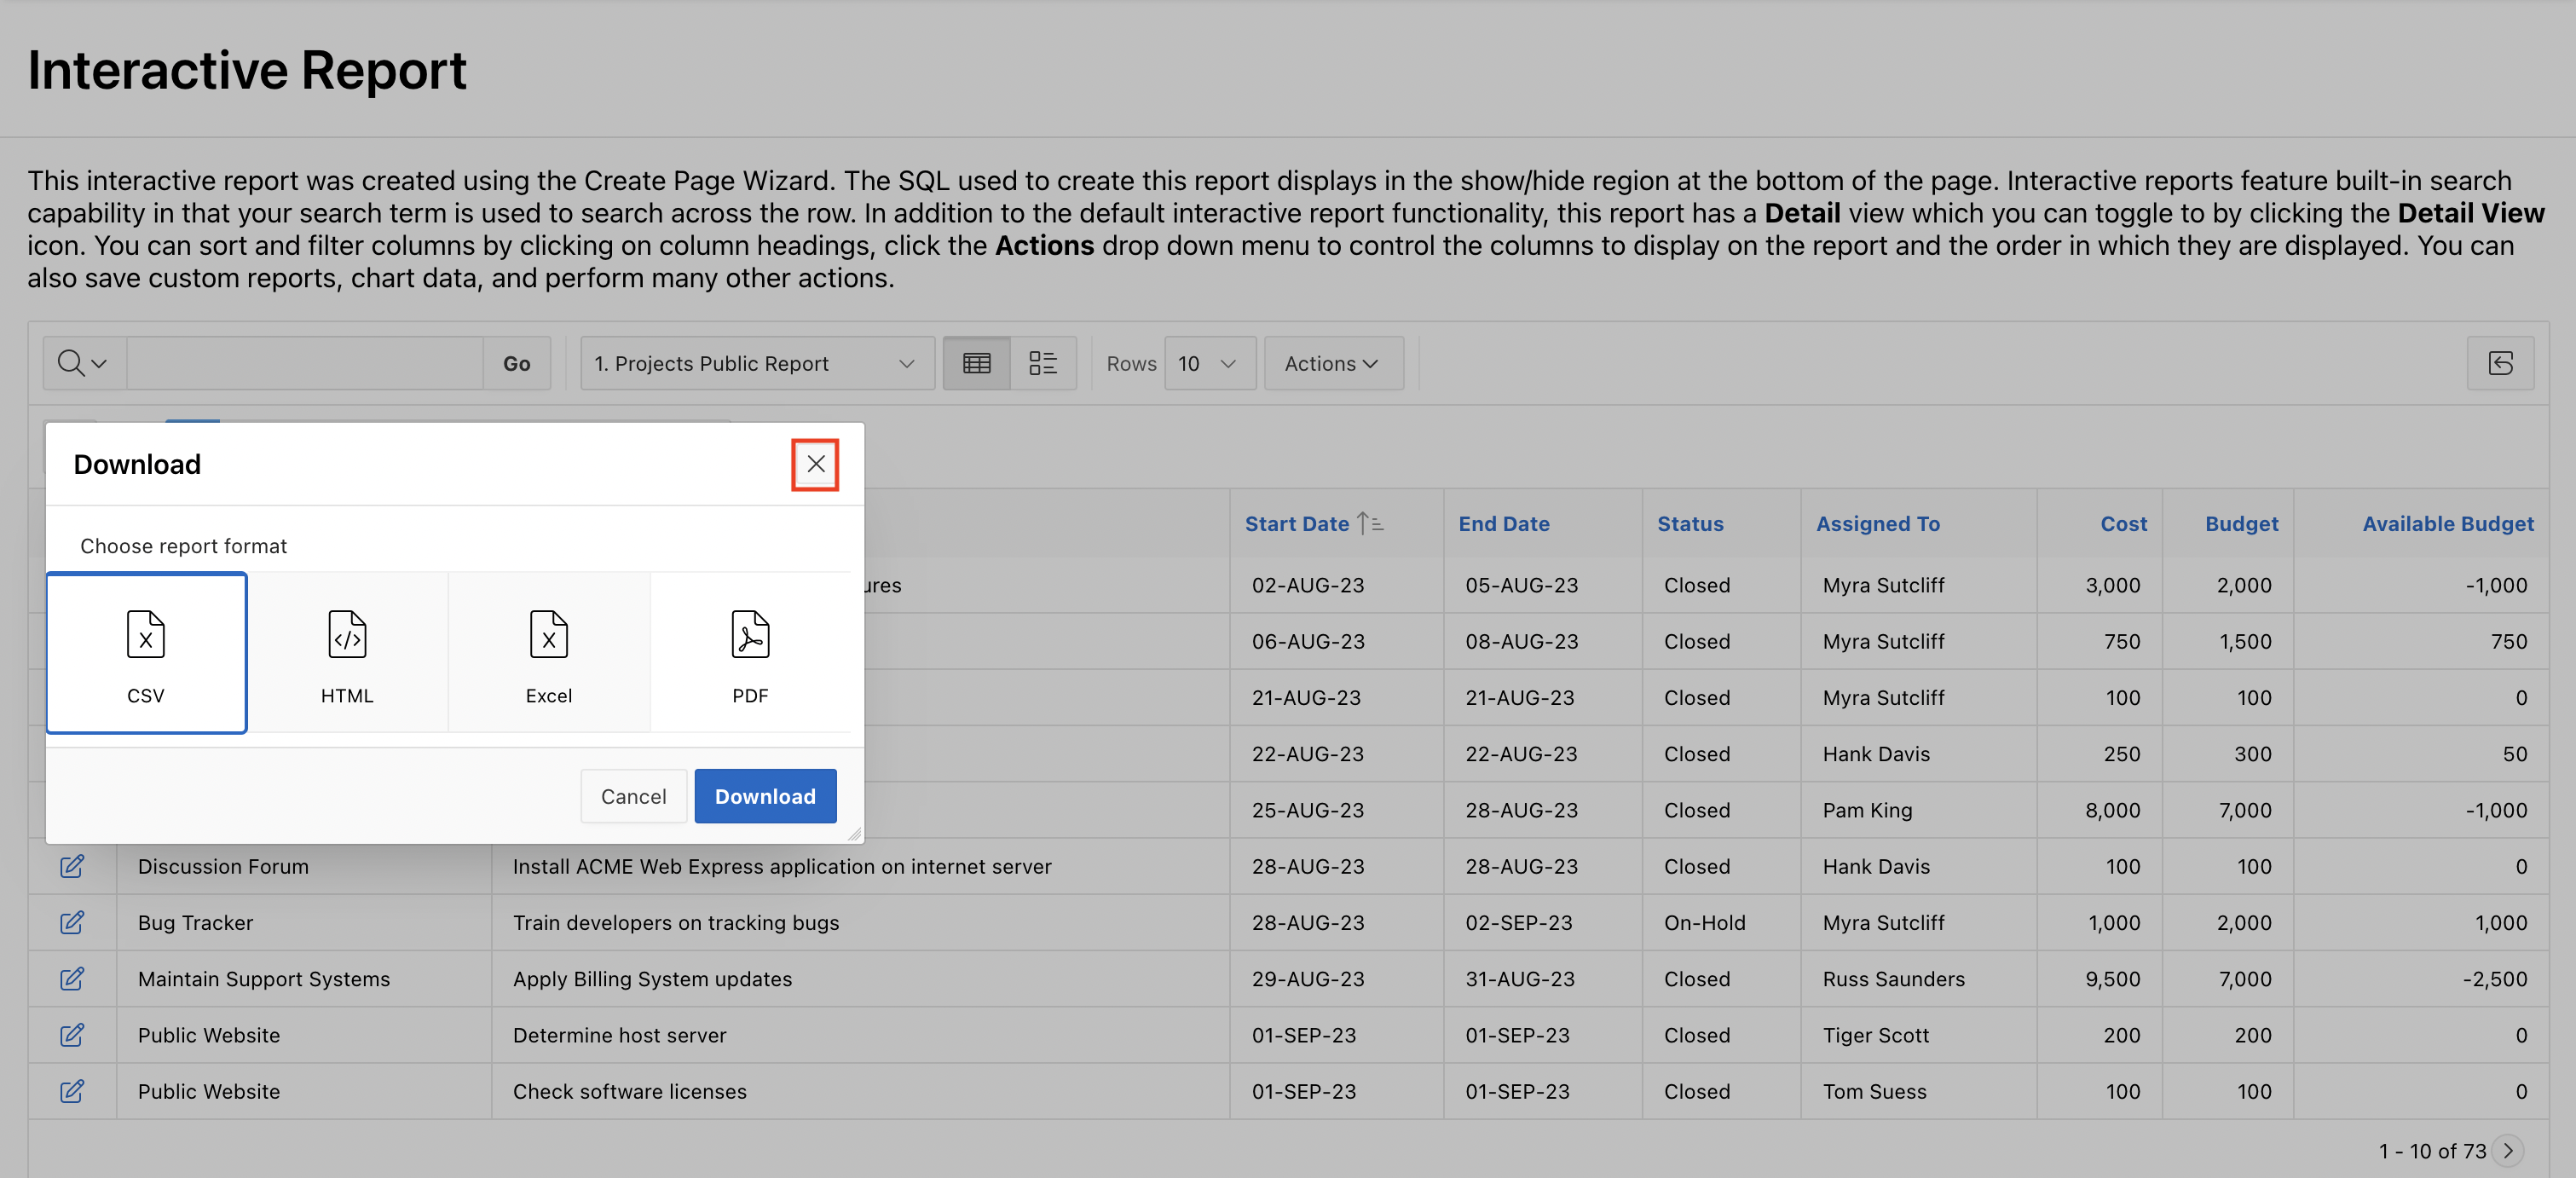 Interactive Report
This interactive report was created using the Create Page Wizard. The SQL used to create this report displays in the show/hide region at the bottom of the page. Interactive reports feature built-in search
capability in that your search term is used to search across the row. In addition to the default interactive report functionality, this report has a Detail view which you can toggle to by clicking the Detail View
icon. You can sort and filter columns by clicking on column headings, click the Actions drop down menu to control the columns to display on the report and the order in which they are displayed. You can
also save custom reports, chart data, and perform many other actions.
Go 1. Projects Public Report Rows 10 Actions
Download
Choose report format
CSV HTML Excel PDF
Cancel Download
Start Date End Date Status Assigned To Cost Budget Available Budget
02-AUG-23 05-AUG-23 Closed Myra Sutcliff 3,000 2,000 -1,000
06-AUG-23 08-AUG-23 Closed Myra Sutcliff 750 1,500 750
21-AUG-23 21-AUG-23 Closed Myra Sutcliff 100 100 0
22-AUG-23 22-AUG-23 Closed Hank Davis 250 300 50
25-AUG-23 28-AUG-23 Closed Pam King 8,000 7,000 -1,000
Discussion Forum Install ACME Web Express application on internet server 28-AUG-23 28-AUG-23 Closed Hank Davis 100 100 0
Bug Tracker Train developers on tracking bugs 28-AUG-23 02-SEP-23 On-Hold Myra Sutcliff 1,000 2,000 1,000
Maintain Support Systems Apply Billing System updates 29-AUG-23 31-AUG-23 Closed Russ Saunders 9,500 7,000 -2,500
Public Website Determine host server 01-SEP-23 01-SEP-23 Closed Tiger Scott 200 200 0
Public Website Check software licenses 01-SEP-23 01-SEP-23 Closed Tom Suess 100 100 0
1 - 10 of 73